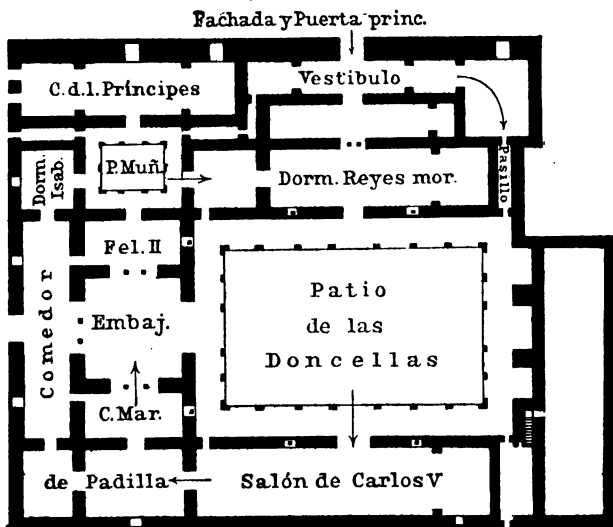 Fachada y Puerta princ.
Vestibulo
C.d.l.Príncipes
Pasillo
Dorm.
Isab.
P.Muñ.
Dorm. Reyes mor.
Fel. II
Patio
de las
Doncellas
Comedor
Embaj.
C.Mar.
de Padilla
Salón de Carlos V